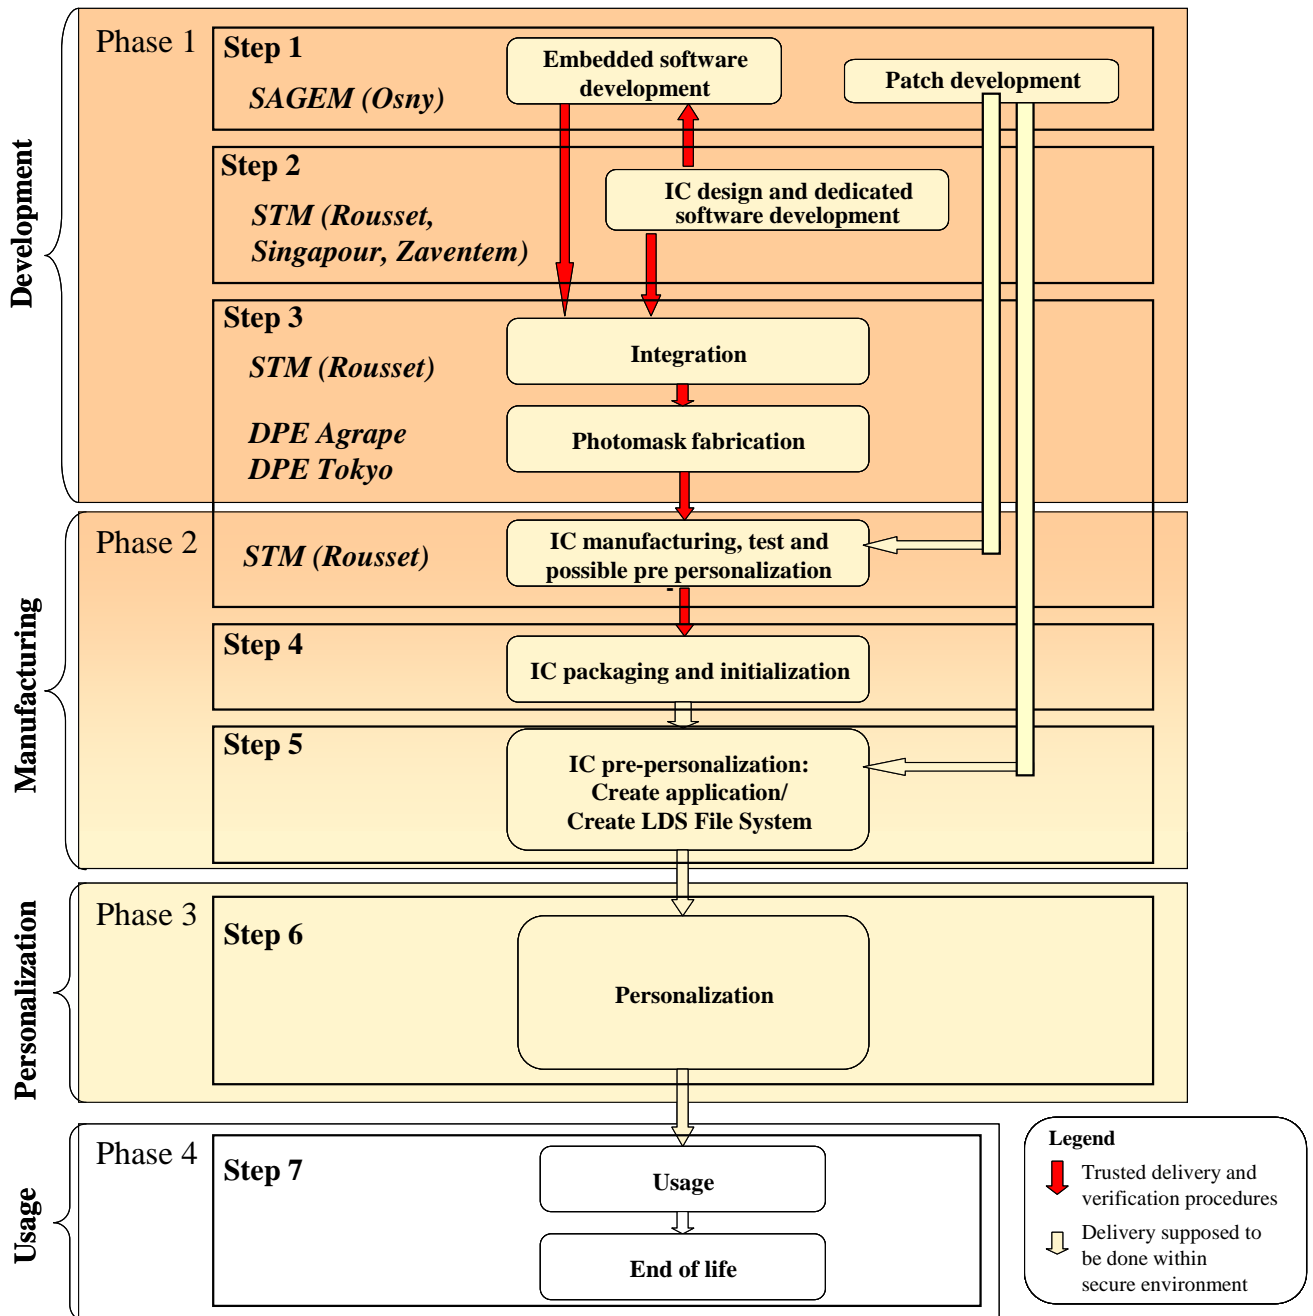 Development
Phase 1
Step 1
SAGEM (Osny)
Embedded software
development
Patch development
Step 2
STM (Rousset,
Singapour, Zaventem)
IC design and dedicated
software development
Step 3
STM (Rousset)
Integration
DPE Agrape
DPE Tokyo
Photomask fabrication
Manufacturing
Phase 2
STM (Rousset)
IC manufacturing, test and
possible pre personalization
-
Step 4
IC packaging and initialization
Step 5
IC pre-personalization:
Create application/
Create LDS File System
Personalization
Phase 3
Step 6
Personalization
Usage
Phase 4
Step 7
Usage
End of life
Legend
Trusted delivery and
verification procedures
Delivery supposed to
be done within
secure environment